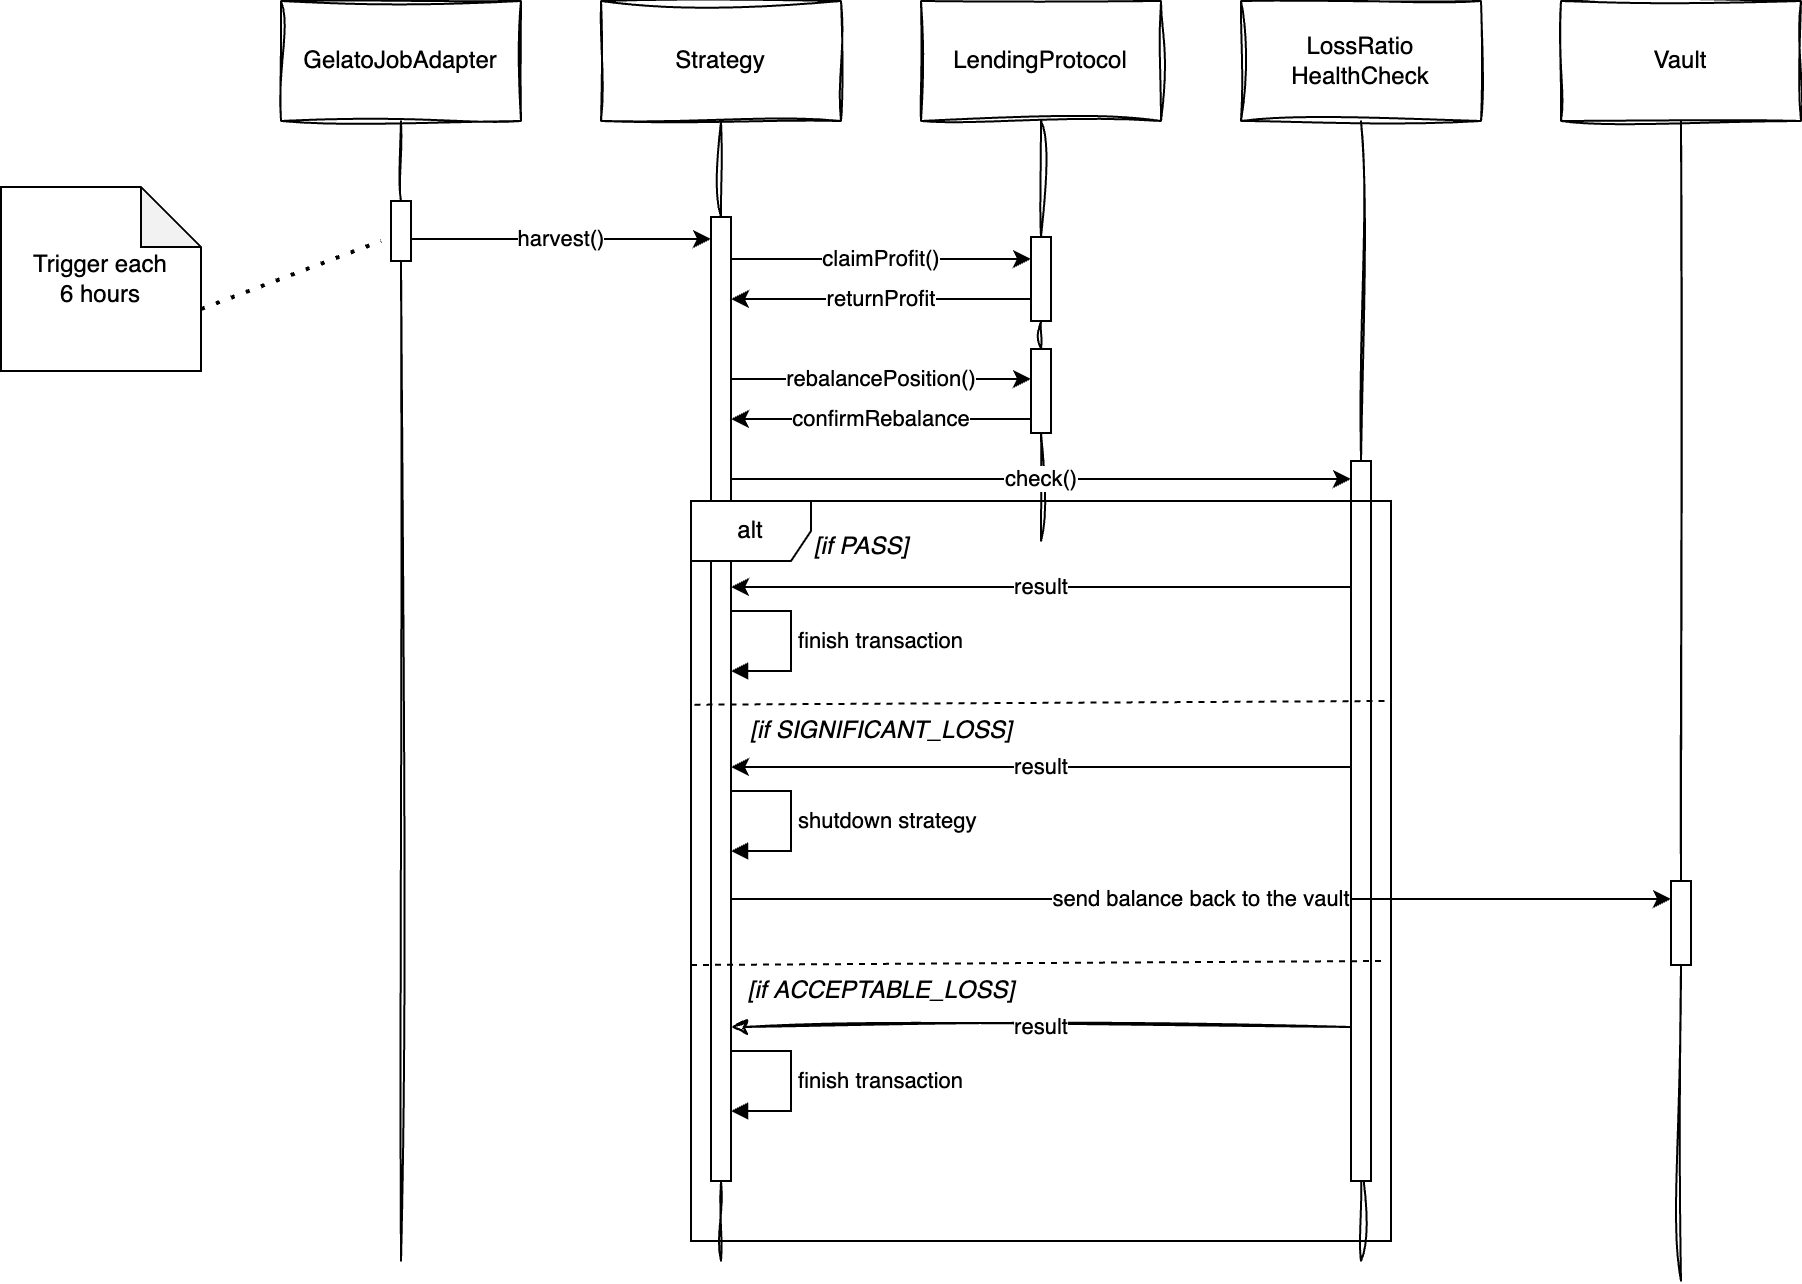 GelatoJobAdapter
Strategy
LendingProtocol
LossRatio
HealthCheck
Vault
Trigger each
6 hours
harvest()
claimProfit()
returnProfit
rebalancePosition()
confirmRebalance
check()
alt
[if PASS]
result
finish transaction
[if SIGNIFICANT_LOSS]
result
shutdown strategy
send balance back to the vault
[if ACCEPTABLE_LOSS]
result
finish transaction